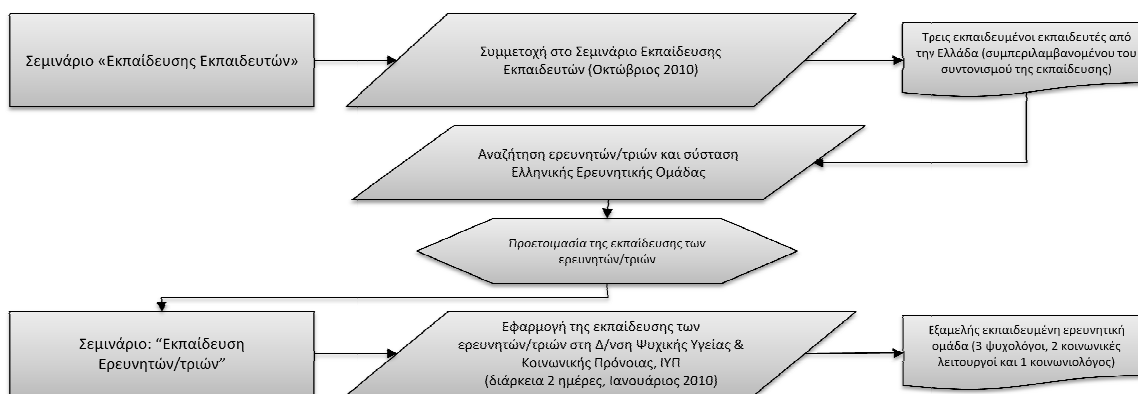 Σεμινάριο «Εκπαίδευσης Εκπαιδευτών»
Συμμετοχή στο Σεμινάριο Εκπαίδευσης
Εκπαιδευτών (Οκτώβριος 2010)
Τρεις εκπαιδευμένοι εκπαιδευτές από
την Ελλάδα (συμπεριλαμβανομένου του
συντονισμού της εκπαίδευσης)
Αναζήτηση ερευνητών/τριών και σύσταση
Ελληνικής Ερευνητικής Ομάδας
Προετοιμασία της εκπαίδευσης των
ερευνητών/τριών
Σεμινάριο: “Εκπαίδευση
Ερευνητών/τριών”
Εφαρμογή της εκπαίδευσης των
ερευνητών/τριών στη Δ/νση Ψυχικής Υγείας &
Κοινωνικής Πρόνοιας, ΙΥΠ
(διάρκεια 2 ημέρες, Ιανουάριος 2010)
Εξαμελής εκπαιδευμένη ερευνητική
ομάδα (3 ψυχολόγοι, 2 κοινωνικές
λειτουργοί και 1 κοινωνιολόγος)